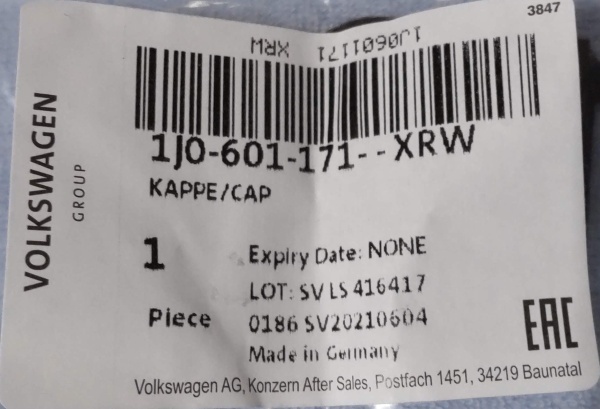 3847
1J0601171 XRW
1J0-601-171--XRW
KAPPE/CAP
VOLKSWAGEN
GROUP
1 Expiry Date: NONE
LOT: SV LS 416417
Piece 0186 SV20210604
Made in Germany
EAC
Volkswagen AG, Konzern After Sales, Postfach 1451, 34219 Baunatal